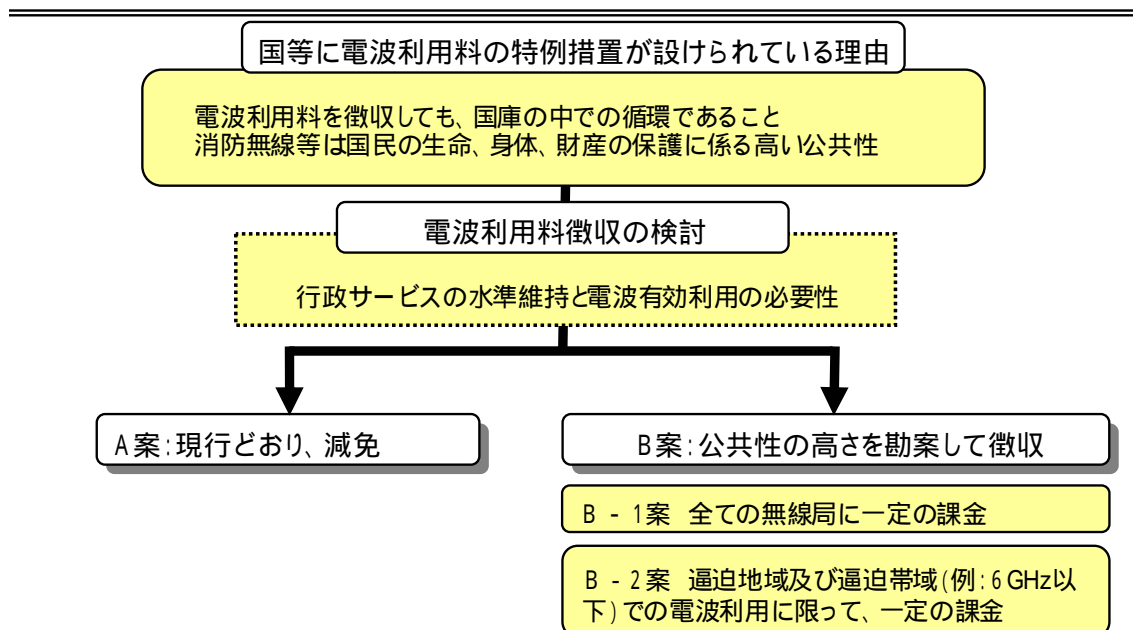 国等に電波利用料の特例措置が設けられている理由
電波利用料を徴収しても、国庫の中での循環であること
消防無線等は国民の生命、身体、財産の保護に係る高い公共性
電波利用料徴収の検討
行政サービスの水準維持と電波有効利用の必要性
A案:現行どおり、減免
B案:公共性の高さを勘案して徴収
B - 1案 全ての無線局に一定の課金
B - 2案 逼迫地域及び逼迫帯域(例:6GHz以
下)での電波利用に限って、一定の課金